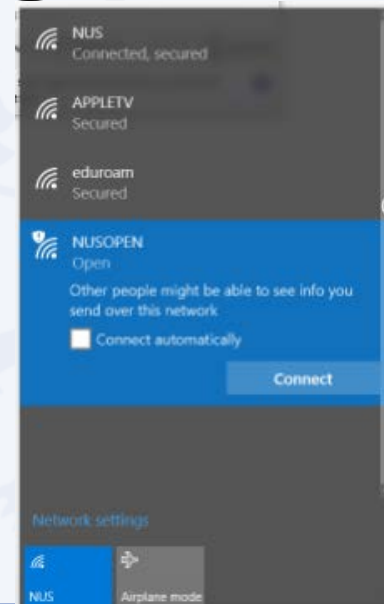 NUS
Connected, secured
APPLETV
Secured
eduroam
Secured
NUSOPEN
Open
Other people might be able to see info you
send over this network
Connect automatically
Connect
Network settings
NUS
Airplane mode